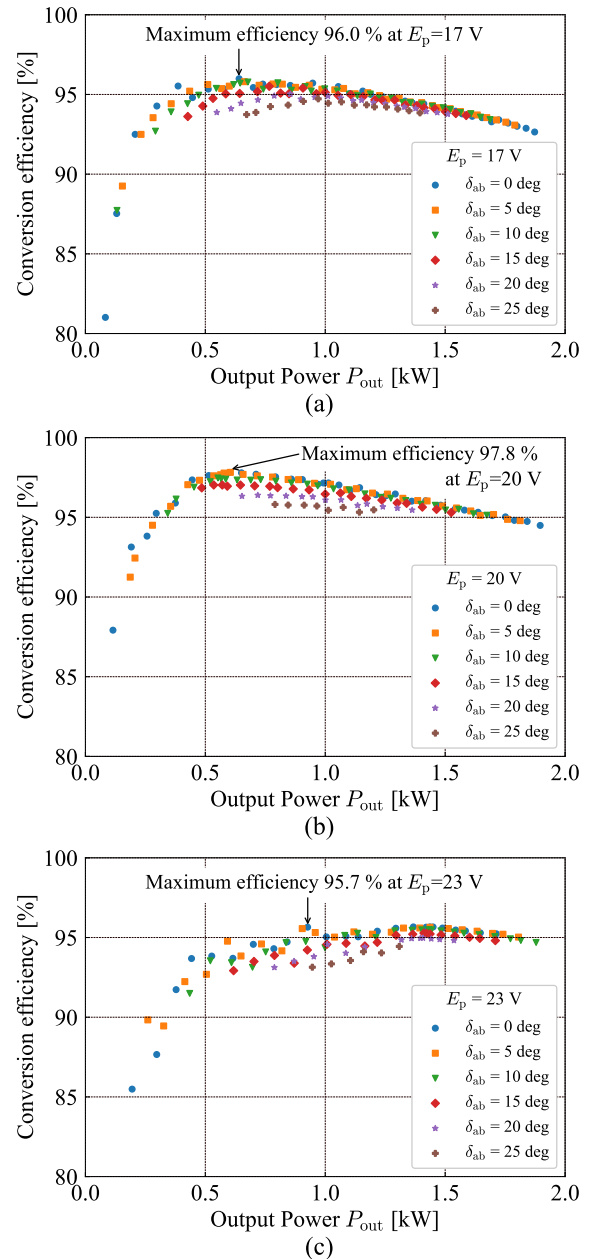 Maximum efficiency 96.0 % at Ep=17 V
Conversion efficiency [%]
100
95
90
85
80
Ep = 17 V
δab = 0 deg
δab = 5 deg
δab = 10 deg
δab = 15 deg
δab = 20 deg
δab = 25 deg
0.0 0.5 1.0 1.5 2.0
Output Power Pout [kW]
(a)
Maximum efficiency 97.8 %
at Ep=20 V
Conversion efficiency [%]
100
95
90
85
80
Ep = 20 V
δab = 0 deg
δab = 5 deg
δab = 10 deg
δab = 15 deg
δab = 20 deg
δab = 25 deg
0.0 0.5 1.0 1.5 2.0
Output Power Pout [kW]
(b)
Maximum efficiency 95.7 % at Ep=23 V
Conversion efficiency [%]
100
95
90
85
80
Ep = 23 V
δab = 0 deg
δab = 5 deg
δab = 10 deg
δab = 15 deg
δab = 20 deg
δab = 25 deg
0.0 0.5 1.0 1.5 2.0
Output Power Pout [kW]
(c)